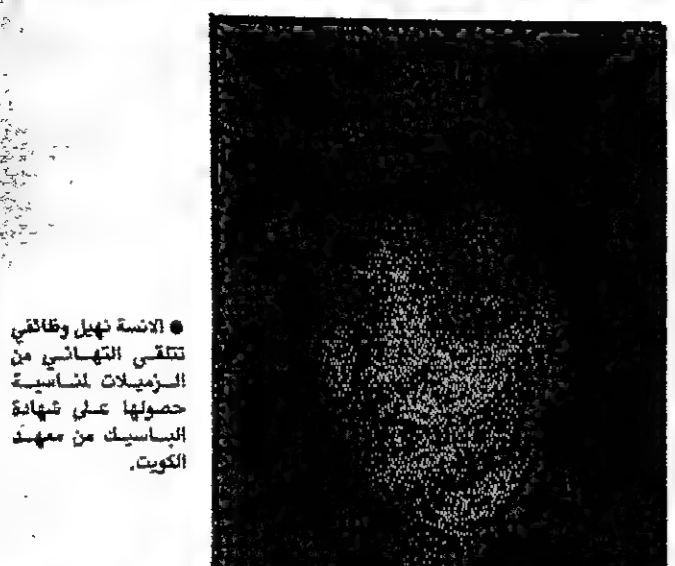 ● الانسة نهيل وظائفي
تتلقى التهاني من
الزميلات لمناسبة
حصولها على شهادة
الباسيك من معهد
الكويت.